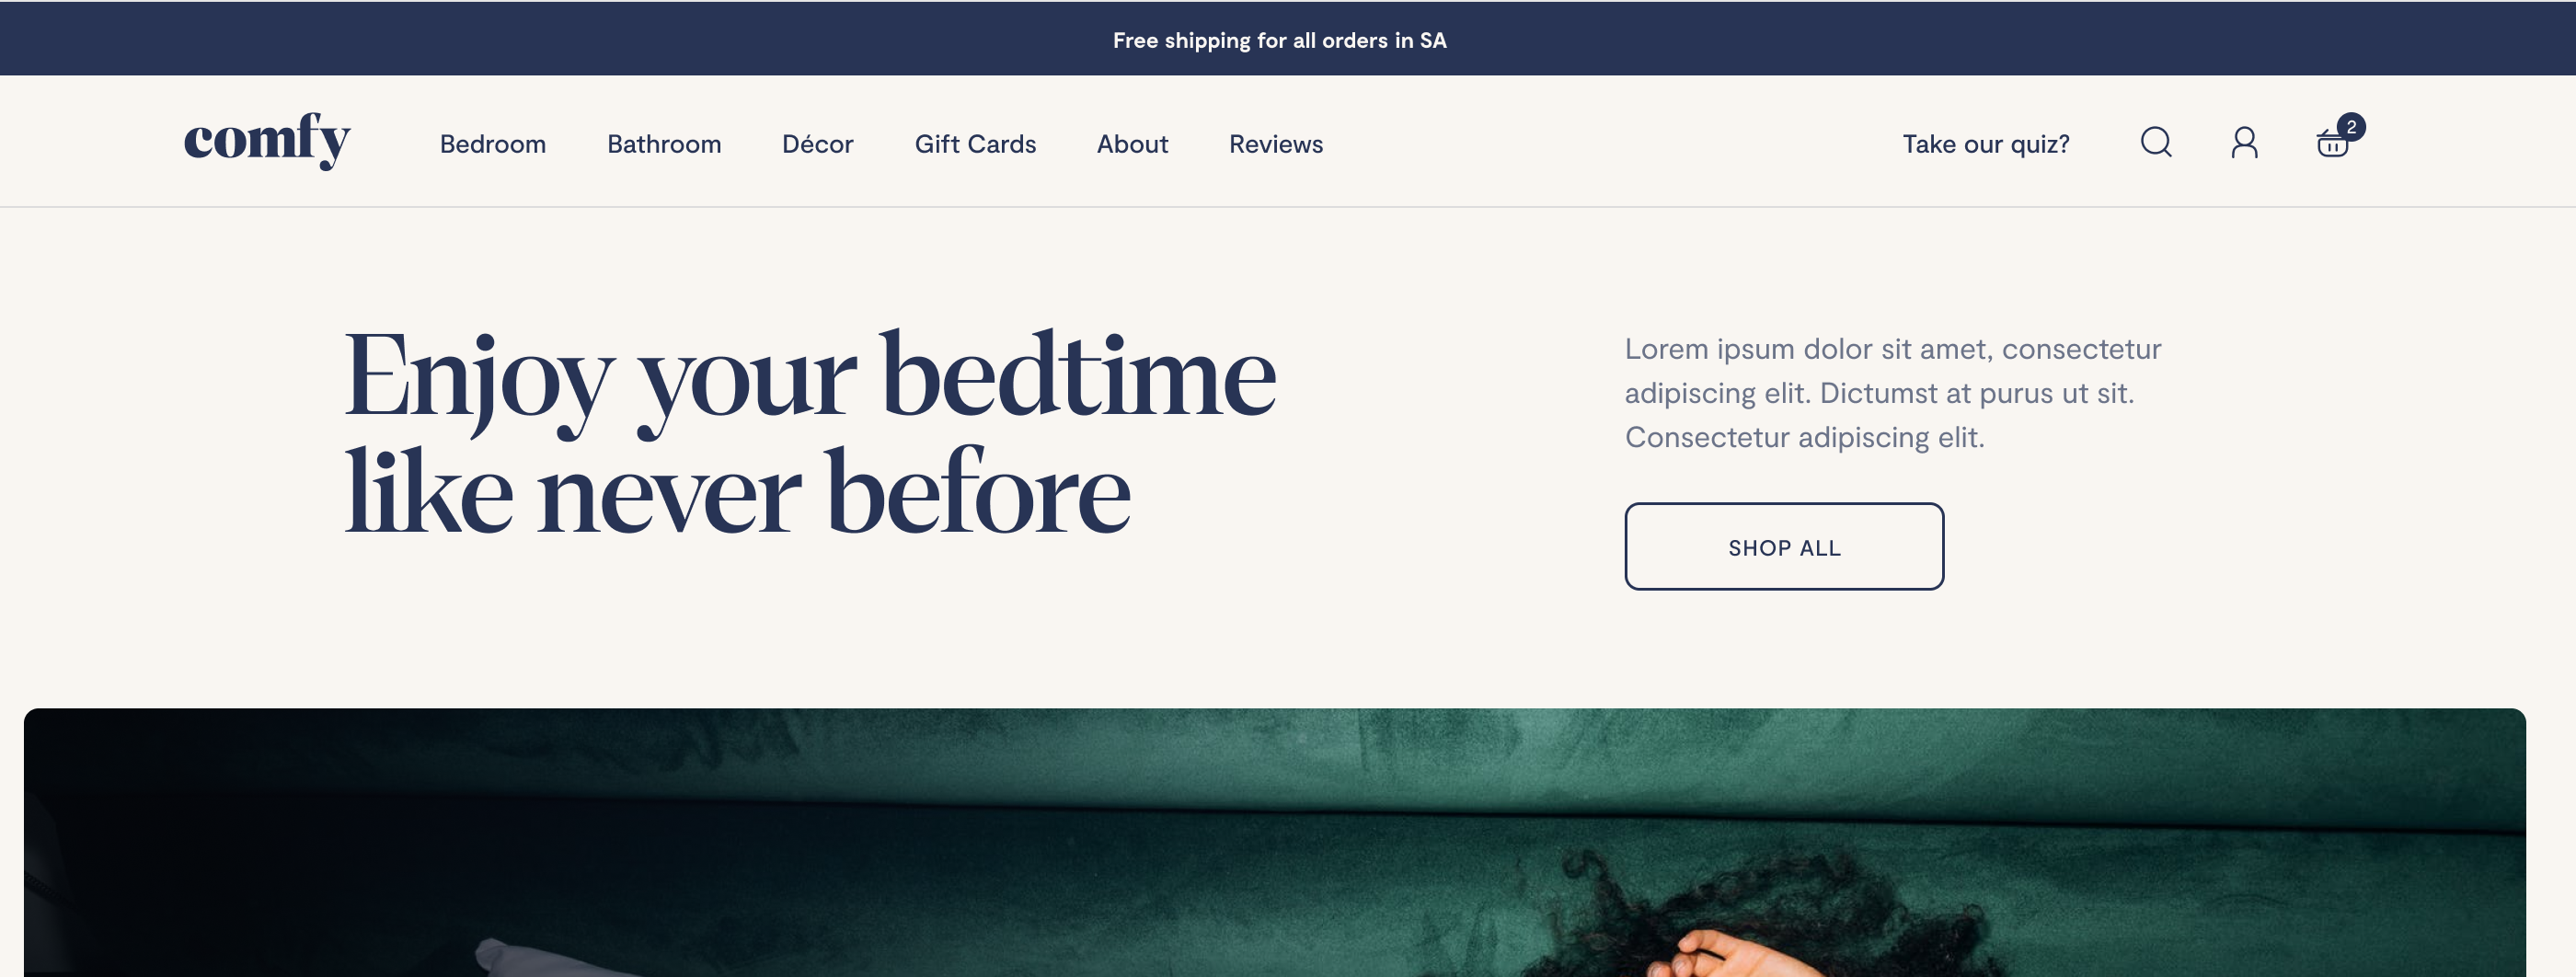 Free shipping for all orders in SA
comfy
Bedroom
Bathroom
Décor
Gift Cards
About
Reviews
Take our quiz?
2
Enjoy your bedtime
like never before
Lorem ipsum dolor sit amet, consectetur
adipiscing elit. Dictumst at purus ut sit.
Consectetur adipiscing elit.
SHOP ALL